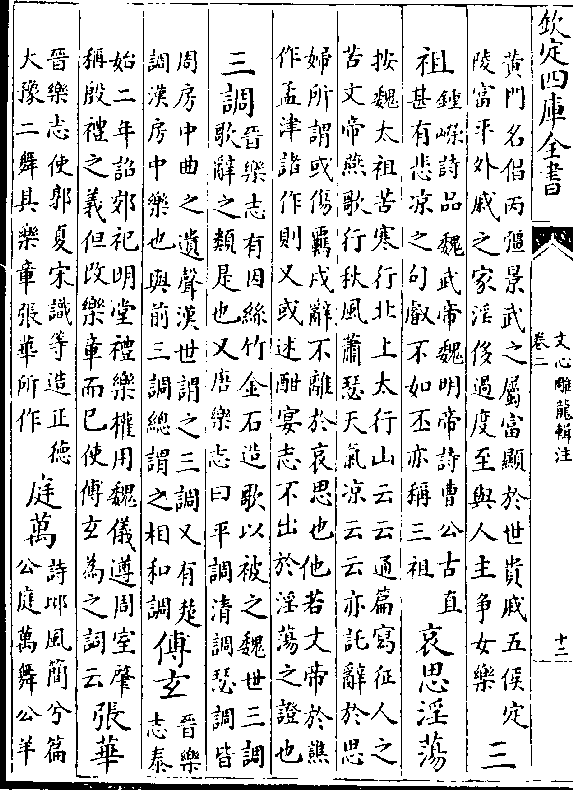 欽定四庫全書
文心雕龍輯注
卷二
十二
黄門名倡丙彊景武之屬富顯於世貴戚五侯定
陵富平外戚之家淫侈過度至與人主争女樂
三
祖
鍾嶸詩品魏武帝魏明帝詩曹公古直
甚有悲凉之句叡不如丕亦稱三祖
哀思淫蕩
按魏太祖苦寒行北上太行山云云通篇寫征人之
苦文帝燕歌行秋風蕭瑟天氣凉云云亦託辭於思
婦所謂或傷羈戍辭不離於哀思也他若文帝於譙
作孟津諸作則又或述酣宴志不出於淫蕩之證也
三調
晉樂志有因絲竹金石造歌以被之魏世三調
歌辭之類是也又唐樂志曰平調清調瑟調皆
周房中曲之遺聲漢世謂之三調又有楚
調漢房中樂也與前三調總謂之相和調
傅玄
晉樂
志泰
始二年詔郊祀明堂禮樂權用魏儀遵周室肇
稱殷禮之義但改樂章而已使傅玄為之詞云
張華
晉樂志使郭夏宋識等造正德
大豫二舞其樂章張華所作
庭萬
詩邶風簡兮篇
公庭萬舞公羊